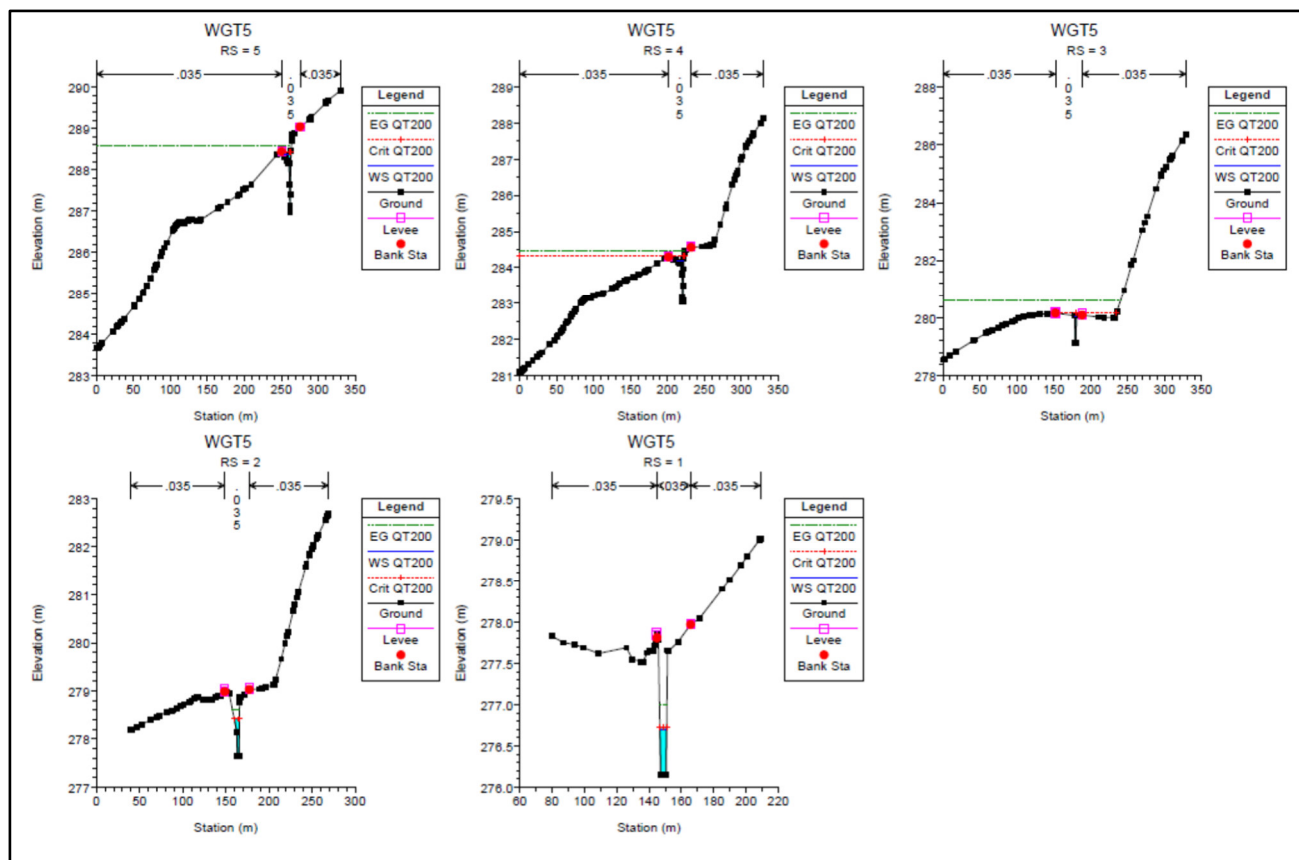 WGT5
RS = 5
.035
.035
.035
Legend
EG QT200
Crit QT200
WS QT200
Ground
Levee
Bank Sta
Elevation (m)
290
289
288
287
286
285
284
283
0 50 100 150 200 250 300 350
Station (m)
WGT5
RS = 4
.035
.035
.035
Legend
EG QT200
Crit QT200
WS QT200
Ground
Levee
Bank Sta
Elevation (m)
289
288
287
286
285
284
283
282
281
0 50 100 150 200 250 300 350
Station (m)
WGT5
RS = 3
.035
.035
.035
Legend
EG QT200
Crit QT200
WS QT200
Ground
Levee
Bank Sta
Elevation (m)
288
286
284
282
280
278
0 50 100 150 200 250 300 350
Station (m)
WGT5
RS = 2
.035
.035
.035
Legend
EG QT200
WS QT200
Crit QT200
Ground
Levee
Bank Sta
Elevation (m)
283
282
281
280
279
278
277
0 50 100 150 200 250 300
Station (m)
WGT5
RS = 1
.035 .035 .035
Legend
EG QT200
Crit QT200
WS QT200
Ground
Levee
Bank Sta
Elevation (m)
279.5
279.0
278.5
278.0
277.5
277.0
276.5
276.0
60 80 100 120 140 160 180 200 220
Station (m)